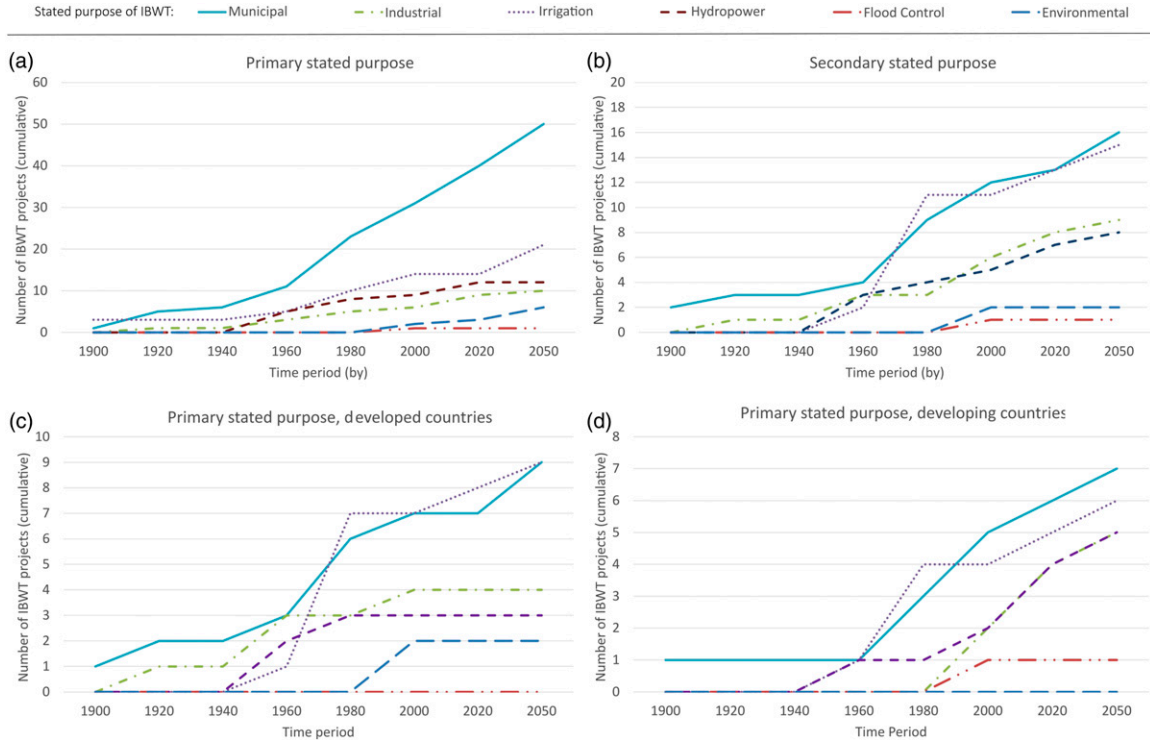 Stated purpose of IBWT: Municipal Industrial Irrigation Hydropower Flood Control Environmental
(a)
Primary stated purpose
Number of IBWT projects (cumulative)
60
50
40
30
20
10
0
1900 1920 1940 1960 1980 2000 2020 2050
Time period (by)
(b)
Secondary stated purpose
Number of IBWT projects (cumulative)
20
18
16
14
12
10
8
6
4
2
0
1900 1920 1940 1960 1980 2000 2020 2050
Time period (by)
(c)
Primary stated purpose, developed countries
Number of IBWT projects (cumulative)
10
9
8
7
6
5
4
3
2
1
0
1900 1920 1940 1960 1980 2000 2020 2050
Time period
(d)
Primary stated purpose, developing countries
Number of IBWT projects (cumulative)
8
7
6
5
4
3
2
1
0
1900 1920 1940 1960 1980 2000 2020 2050
Time Period